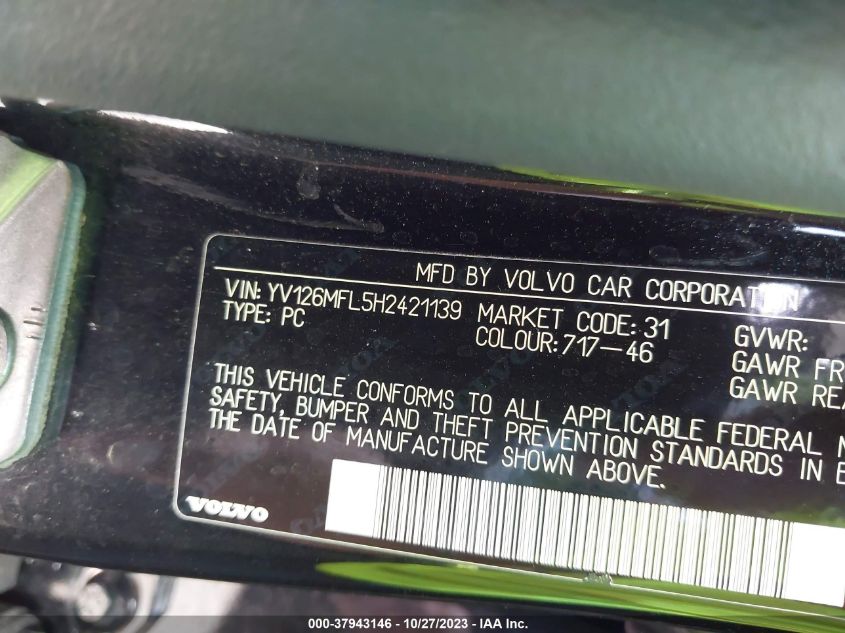 MFD BY VOLVO CAR CORPORATION
VIN: YV126MFL5H2421139 MARKET CODE: 31 GVWR:
TYPE: PC COLOUR: 717-46 GAWR FR
GAWR REA
THIS VEHICLE CONFORMS TO ALL APPLICABLE FEDERAL M
SAFETY, BUMPER AND THEFT PREVENTION STANDARDS IN E
THE DATE OF MANUFACTURE SHOWN ABOVE.
VOLVO
000-37943146 - 10/27/2023 - IAA Inc.